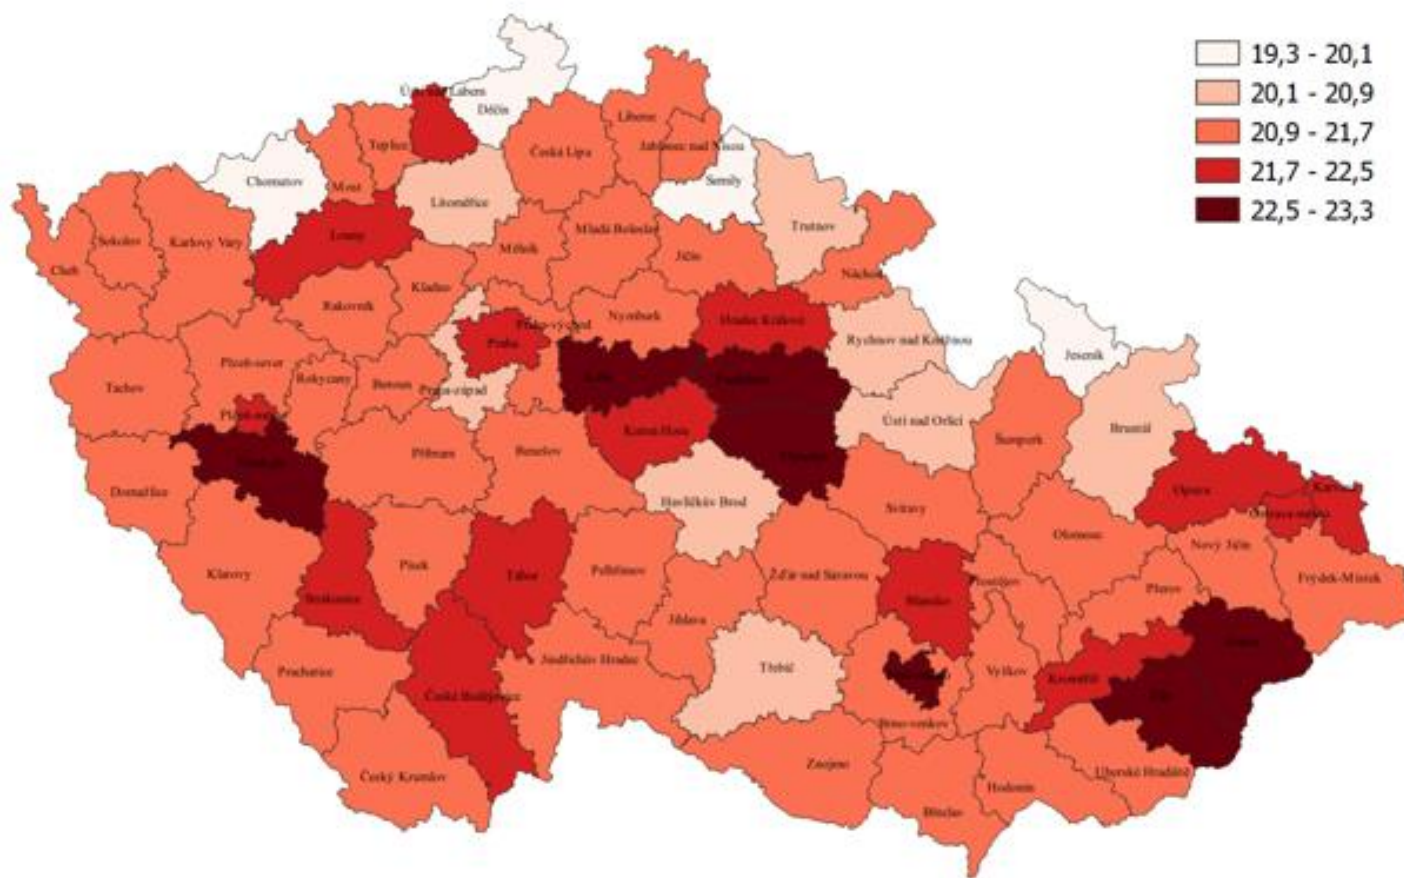 19,3 - 20,1
20,1 - 20,9
20,9 - 21,7
21,7 - 22,5
22,5 - 23,3
Děčín
Liberec
Teplice
Česká Lípa
Jablonec nad Nisou
Chomutov
Most
Semily
Litoměřice
Trutnov
Louny
Mladá Boleslav
Sokolov
Karlovy Vary
Mělník
Jičín
Cheb
Náchod
Kladno
Rakovník
Nymburk
Hradec Králové
Praha-východ
Praha
Rychnov nad Kněžnou
Jeseník
Plzeň-sever
Rokycany
Tachov
Beroun
Praha-západ
Ústí nad Orlicí
Kutná Hora
Bruntál
Šumperk
Příbram
Benešov
Domažlice
Opava
Havlíčkův Brod
Svitavy
Olomouc
Nový Jičín
Klatovy
Písek
Tábor
Pelhřimov
Žďár nad Sázavou
Frýdek-Místek
Přerov
Strakonice
Blansko
Jihlava
Jindřichův Hradec
Třebíč
Prachatice
Vyškov
Kroměříž
České Budějovice
Brno-venkov
Znojmo
Uherské Hradiště
Český Krumlov
Hodonín
Břeclav